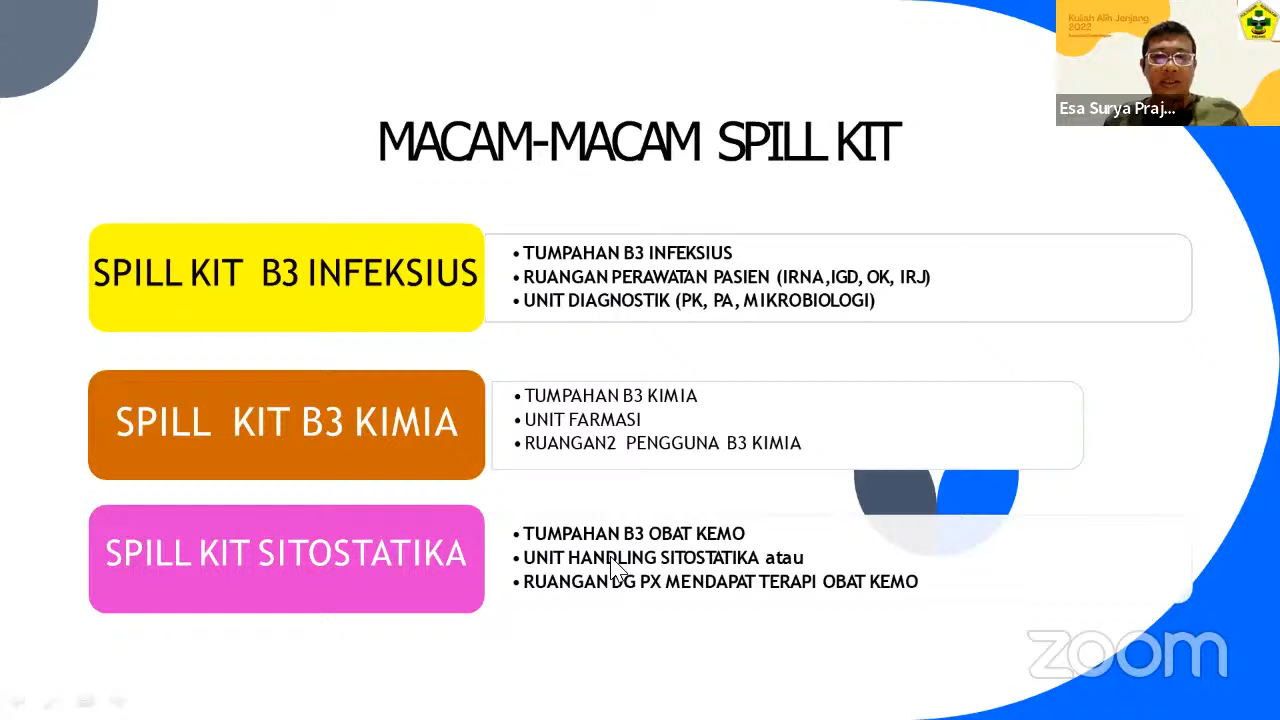 Kuliah Alih Jenjang
2022
Esa Surya Praj...
MACAM-MACAM SPILL KIT
SPILL KIT B3 INFEKSIUS
• TUMPAHAN B3 INFEKSIUS
• RUANGAN PERAWATAN PASIEN (IRNA,IGD, OK, IRJ)
• UNIT DIAGNOSTIK (PK, PA, MIKROBIOLOGI)
SPILL KIT B3 KIMIA
• TUMPAHAN B3 KIMIA
• UNIT FARMASI
• RUANGAN2 PENGGUNA B3 KIMIA
SPILL KIT SITOSTATIKA
• TUMPAHAN B3 OBAT KEMO
• UNIT HANDLING SITOSTATIKA atau
• RUANGAN DG PX MENDAPAT TERAPI OBAT KEMO
zoom